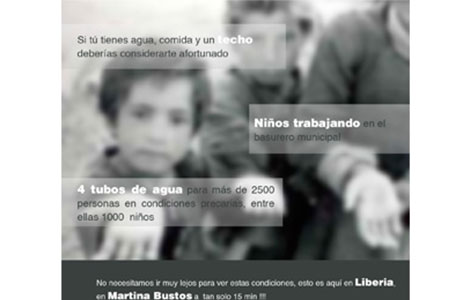 Si tú tienes agua, comida y un techo
deberías considerarte afortunado
Niños trabajando en el
basurero municipal
4 tubos de agua para más de 2500
personas en condiciones precarias, entre
ellas 1000 niños
No necesitamos ir muy lejos para ver estas condiciones, esto es aquí en Liberia,
en Martina Bustos a tan solo 15 min !!!